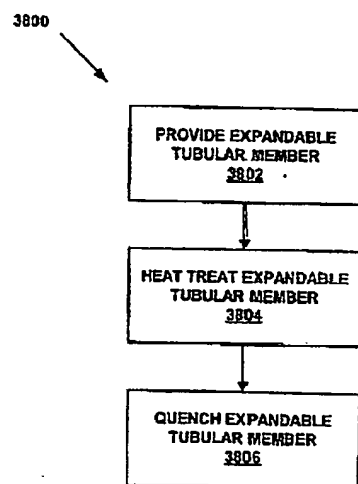 3800
PROVIDE EXPANDABLE
TUBULAR MEMBER
3802
HEAT TREAT EXPANDABLE
TUBULAR MEMBER
3804
QUENCH EXPANDABLE
TUBULAR MEMBER
3806